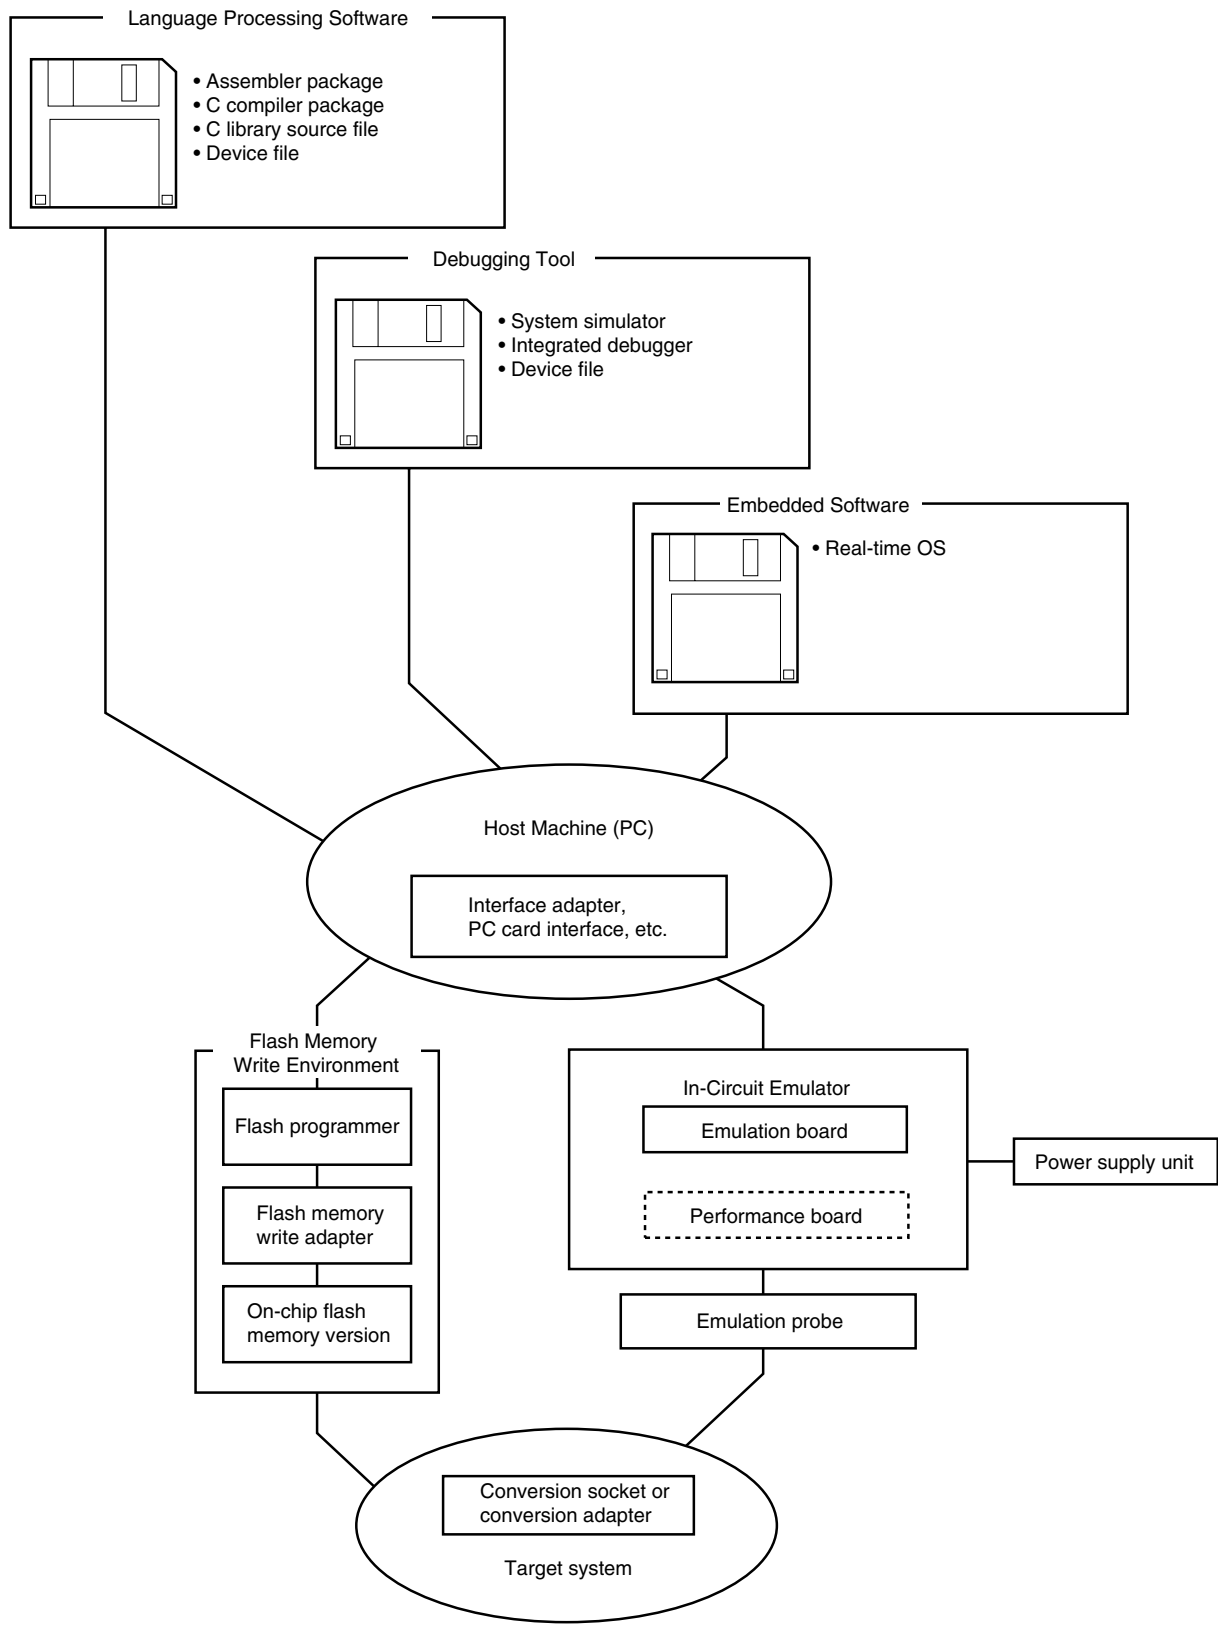 Language Processing Software
• Assembler package
• C compiler package
• C library source file
• Device file
Debugging Tool
• System simulator
• Integrated debugger
• Device file
Embedded Software
• Real-time OS
Host Machine (PC)
Interface adapter,
PC card interface, etc.
Flash Memory
Write Environment
Flash programmer
Flash memory
write adapter
On-chip flash
memory version
In-Circuit Emulator
Emulation board
Performance board
Power supply unit
Emulation probe
Conversion socket or
conversion adapter
Target system